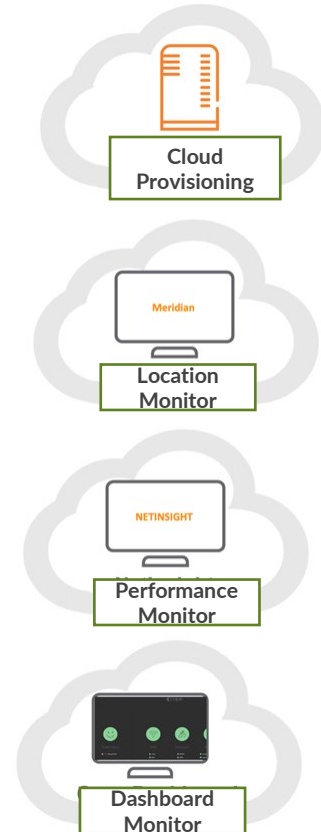 Cloud
Provisioning
Meridian
Location
Monitor
NETINSIGHT
Performance
Monitor
Dashboard
Monitor